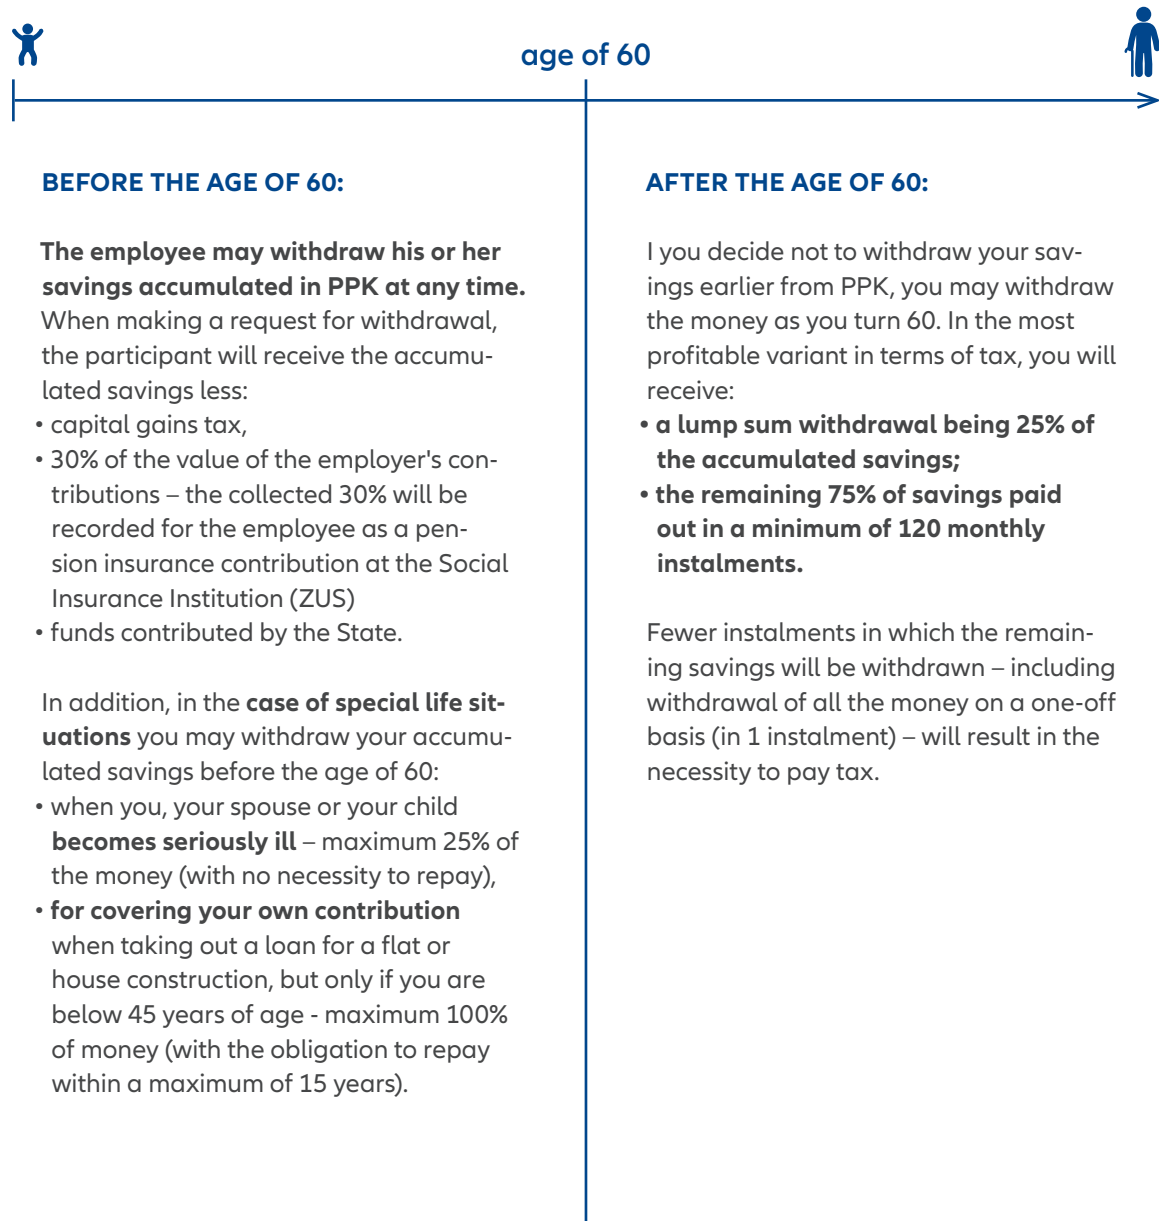 age of 60
BEFORE THE AGE OF 60:
The employee may withdraw his or her
savings accumulated in PPK at any time.
When making a request for withdrawal,
the participant will receive the accumu-
lated savings less:
• capital gains tax,
• 30% of the value of the employer's con-
tributions – the collected 30% will be
recorded for the employee as a pen-
sion insurance contribution at the Social
Insurance Institution (ZUS)
• funds contributed by the State.
In addition, in the case of special life sit-
uations you may withdraw your accumu-
lated savings before the age of 60:
• when you, your spouse or your child
becomes seriously ill – maximum 25% of
the money (with no necessity to repay),
• for covering your own contribution
when taking out a loan for a flat or
house construction, but only if you are
below 45 years of age - maximum 100%
of money (with the obligation to repay
within a maximum of 15 years).
AFTER THE AGE OF 60:
I you decide not to withdraw your sav-
ings earlier from PPK, you may withdraw
the money as you turn 60. In the most
profitable variant in terms of tax, you will
receive:
• a lump sum withdrawal being 25% of
the accumulated savings;
• the remaining 75% of savings paid
out in a minimum of 120 monthly
instalments.
Fewer instalments in which the remain-
ing savings will be withdrawn – including
withdrawal of all the money on a one-off
basis (in 1 instalment) – will result in the
necessity to pay tax.